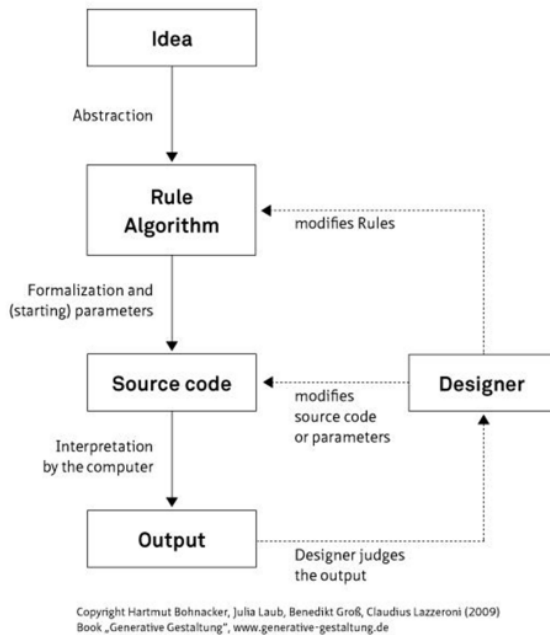 Idea
Abstraction
Rule
Algorithm
modifies Rules
Formalization and
(starting) parameters
Source code
Designer
modifies
source code
or parameters
Interpretation
by the computer
Output
Designer judges
the output
Copyright Hartmut Bohnacker, Julia Laub, Benedikt Groß, Claudius Lazzeroni (2009)
Book „Generative Gestaltung“, www.generative-gestaltung.de